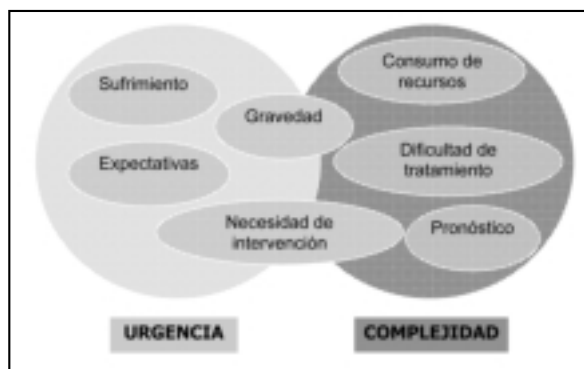 Sufrimiento
Expectativas
Gravedad
Necesidad de
intervención
Consumo de
recursos
Dificultad de
tratamiento
Pronóstico
URGENCIA
COMPLEJIDAD